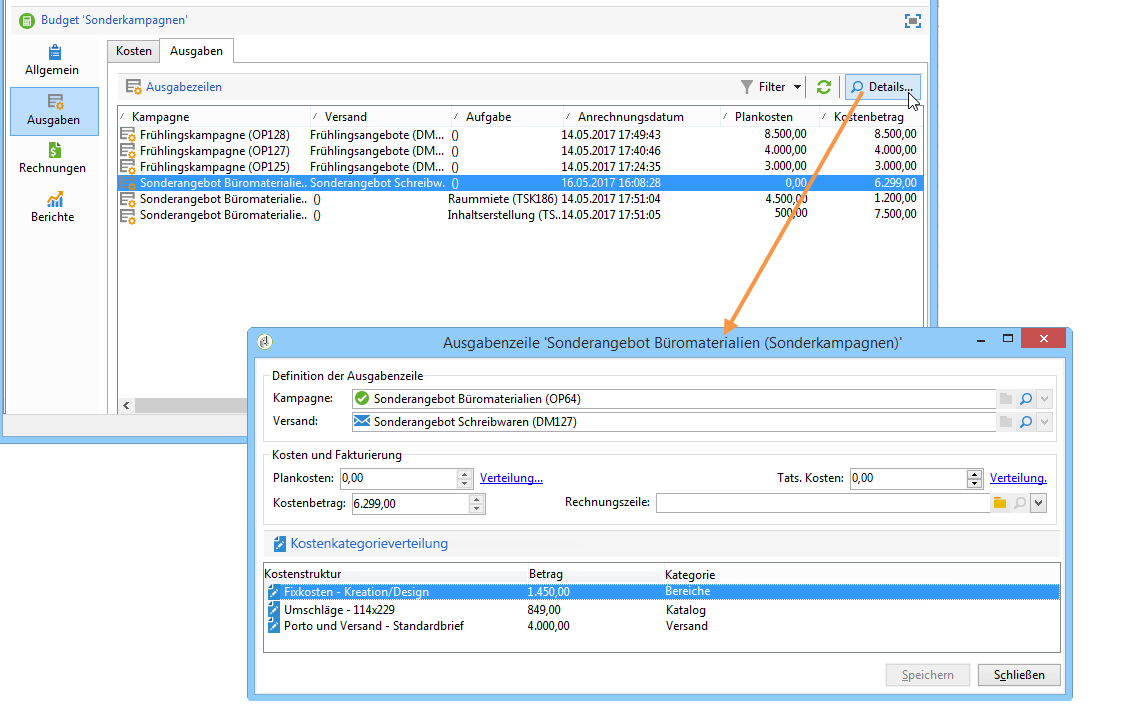 Budget 'Sonderkampagnen'
Allgemein
Ausgaben
Rechnungen
Berichte
Kosten Ausgaben
Ausgabezeilen Filter Details...
Kampagne Versand Aufgabe Anrechnungsdatum Plankosten Kostenbetrag
Frühlingskampagne (OP128) Frühlingsangebote (DM... () 14.05.2017 17:49:43 8.500,00 8.500,00
Frühlingskampagne (OP127) Frühlingsangebote (DM... () 14.05.2017 17:40:46 4.000,00 4.000,00
Frühlingskampagne (OP125) Frühlingsangebote (DM... () 14.05.2017 17:24:35 3.000,00 3.000,00
Sonderangebot Büromaterialie.. Sonderangebot Schreibw. () 16.05.2017 16:08:28 0,00 6.299,00
Sonderangebot Büromaterialie.. () Raummiete (TSK186) 14.05.2017 17:51:04 4.500,00 1.200,00
Sonderangebot Büromaterialie.. () Inhaltserstellung (TS.. 14.05.2017 17:51:05 500,00 7.500,00
Ausgabenzeile 'Sonderangebot Büromaterialien (Sonderkampagnen)'
Definition der Ausgabenzeile
Kampagne: Sonderangebot Büromaterialien (OP64)
Versand: Sonderangebot Schreibwaren (DM127)
Kosten und Fakturierung
Plankosten: 0,00 Verteilung... Tats. Kosten: 0,00 Verteilung.
Kostenbetrag: 6.299,00 Rechnungszeile:
Kostenkategorieverteilung
Kostenstruktur Betrag Kategorie
Fixkosten - Kreation/Design 1.450,00 Bereiche
Umschläge - 114x229 849,00 Katalog
Porto und Versand - Standardbrief 4.000,00 Versand
Speichern Schließen